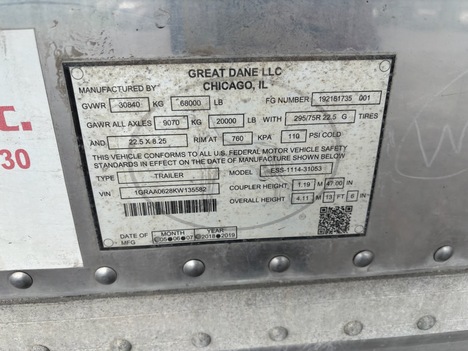 GREAT DANE LLC
CHICAGO, IL
MANUFACTURED BY
GVWR 30840 KG 68000 LB FG NUMBER 192161735 001
GAWR ALL AXLES 9070 KG 20000 LB WITH 295/75R 22.5 G TIRES
AND 22.5 X 8.25 RIM AT 760 KPA 110 PSI COLD
THIS VEHICLE CONFORMS TO ALL U.S. FEDERAL MOTOR VEHICLE SAFETY
STANDARDS IN EFFECT ON THE DATE OF MANUFACTURE SHOWN BELOW.
TYPE TRAILER MODEL ESS-1114-31053
VIN 1GRAA0628KW135582 COUPLER HEIGHT 1.19 M 47.00 IN
OVERALL HEIGHT 4.11 M 13 FT 6 IN
DATE OF MFG MONTH 05 06 07 YEAR 2018 2019
c.
30